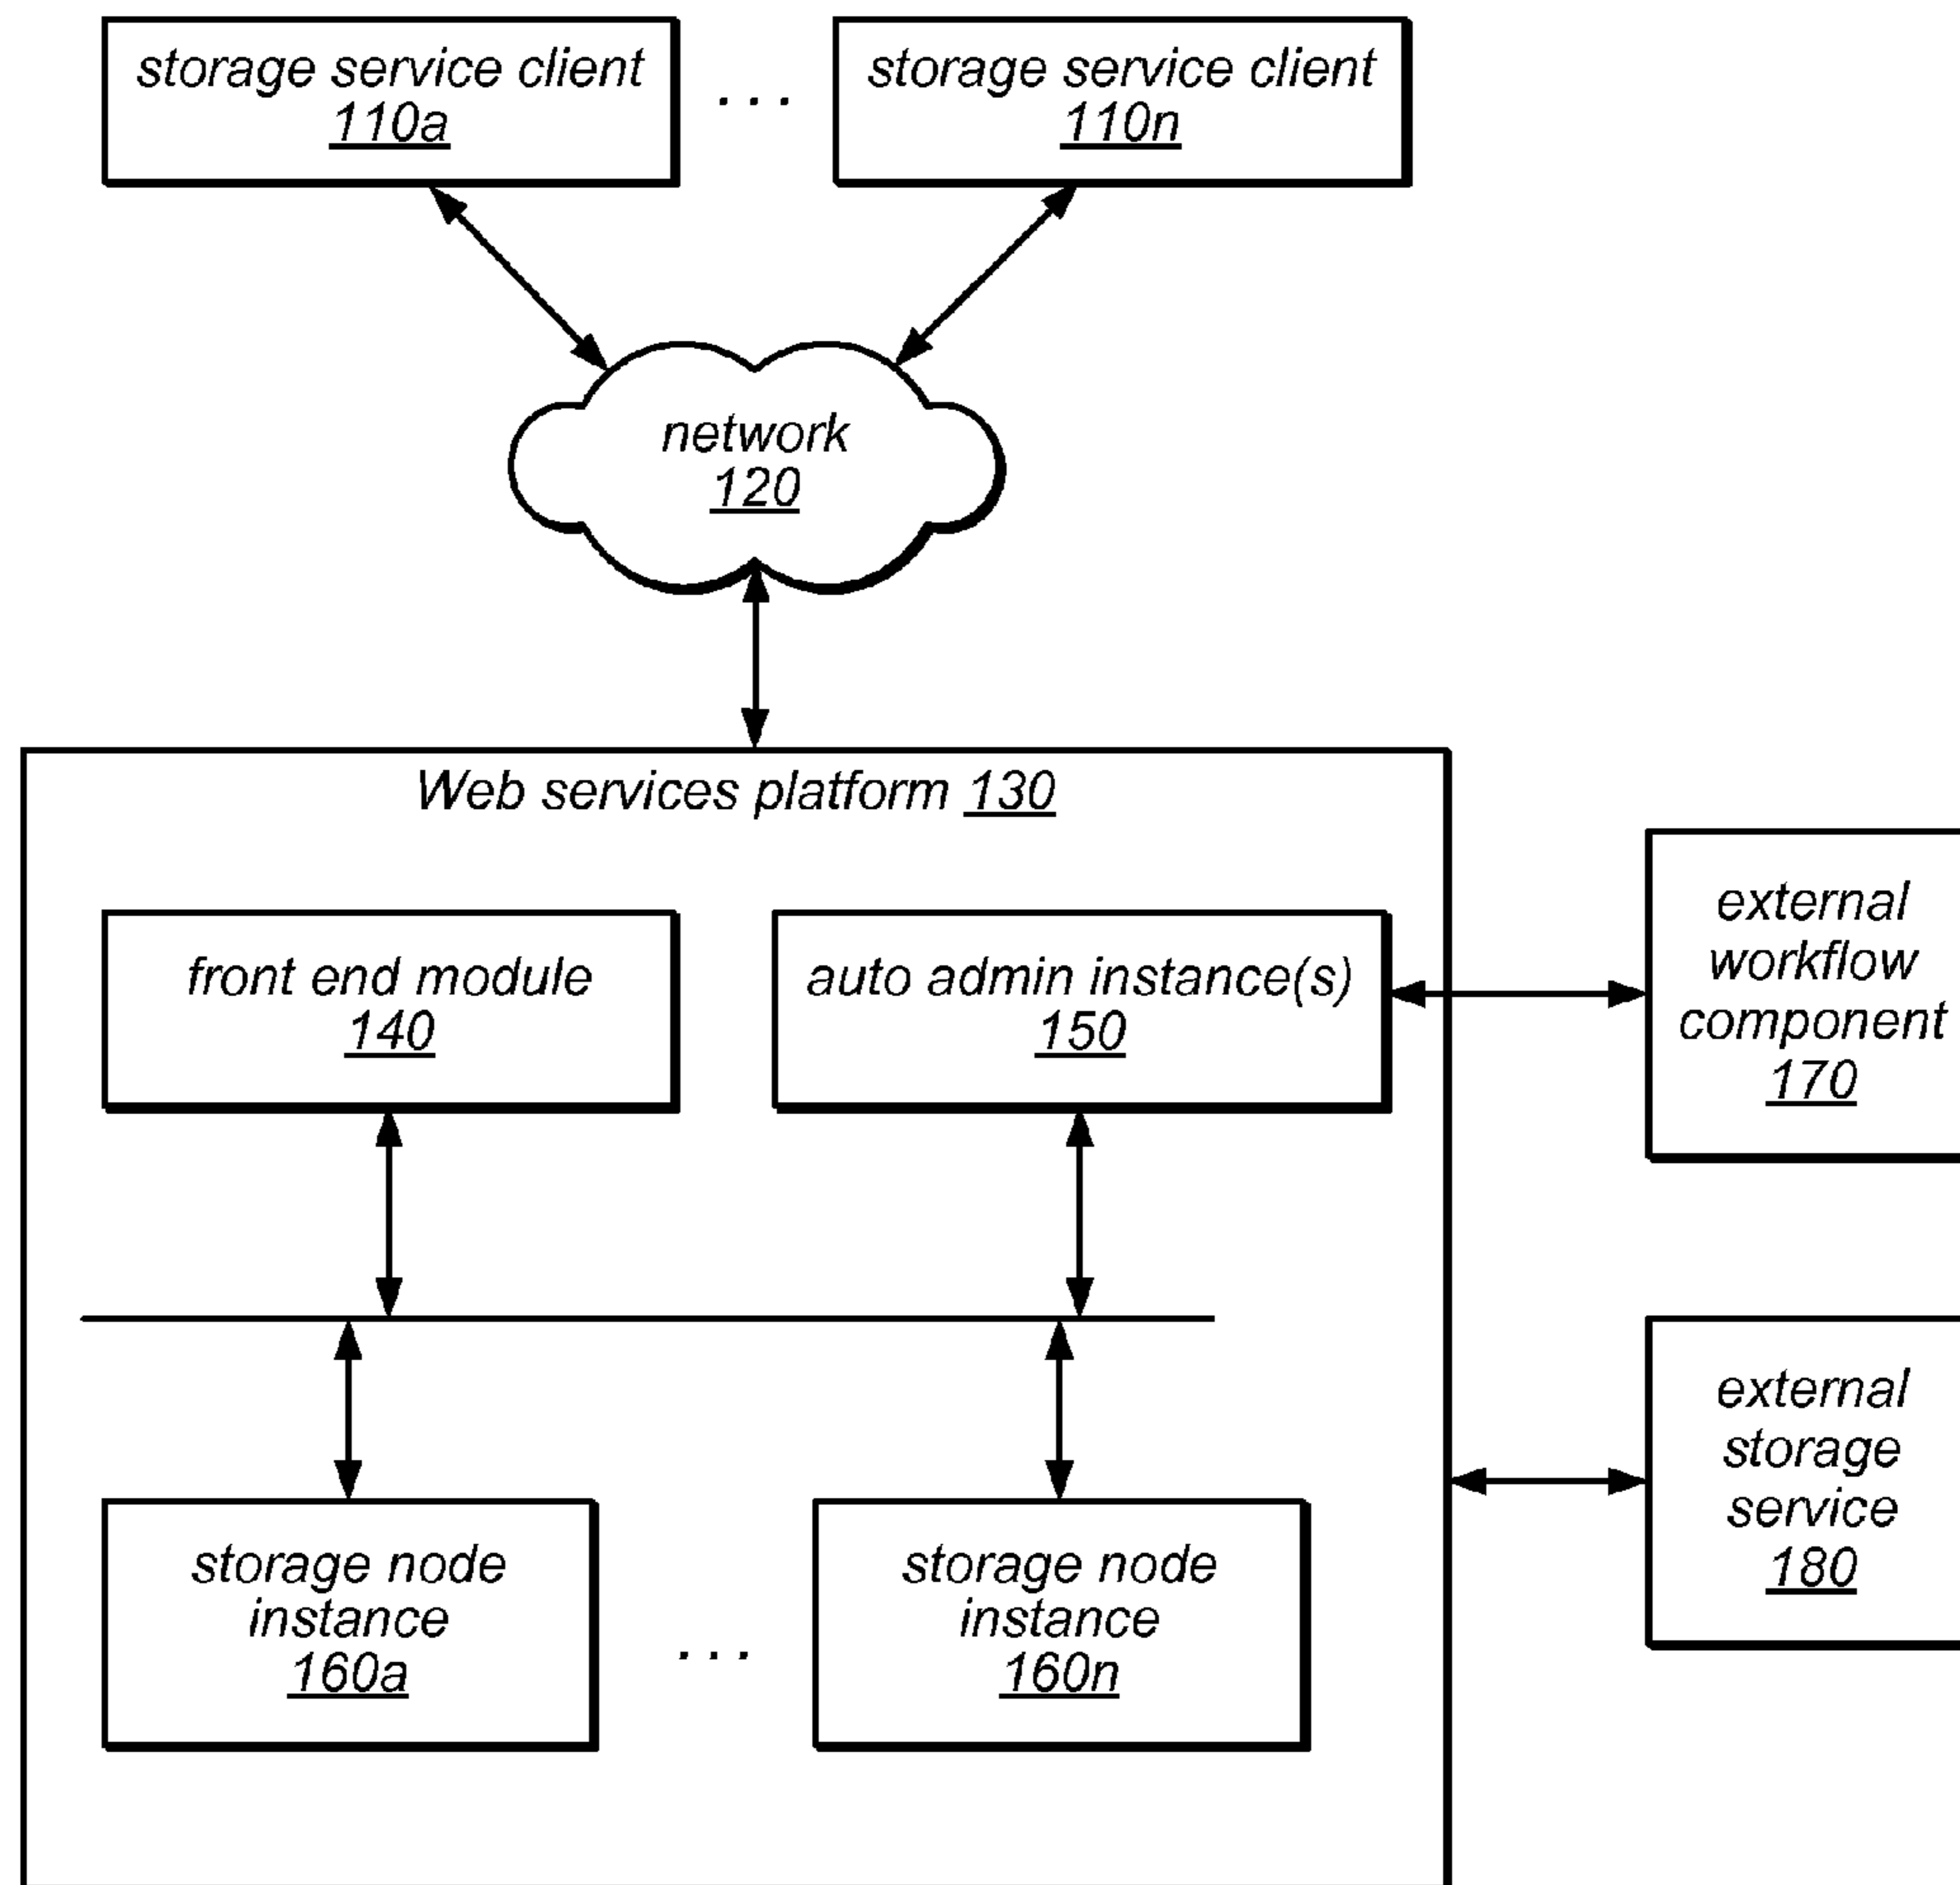 storage service client
110a
...
storage service client
110n
network
120
Web services platform 130
front end module
140
auto admin instance(s)
150
external
workflow
component
170
external
storage
service
180
storage node
instance
160a
...
storage node
instance
160n